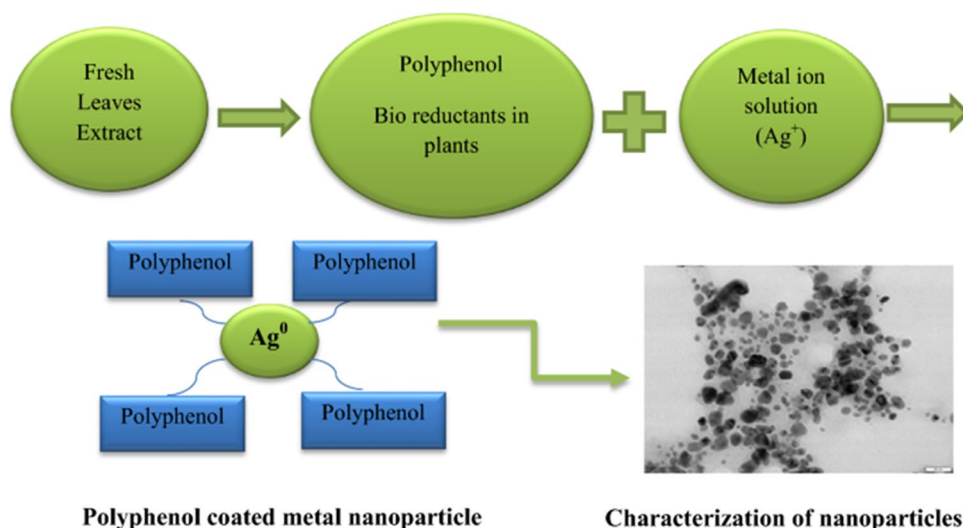 Fresh
Leaves
Extract
Polyphenol
Bio reductants in
plants
Metal ion
solution
(Ag⁺)
Polyphenol
Polyphenol
Ag⁰
Polyphenol
Polyphenol
Polyphenol coated metal nanoparticle
Characterization of nanoparticles